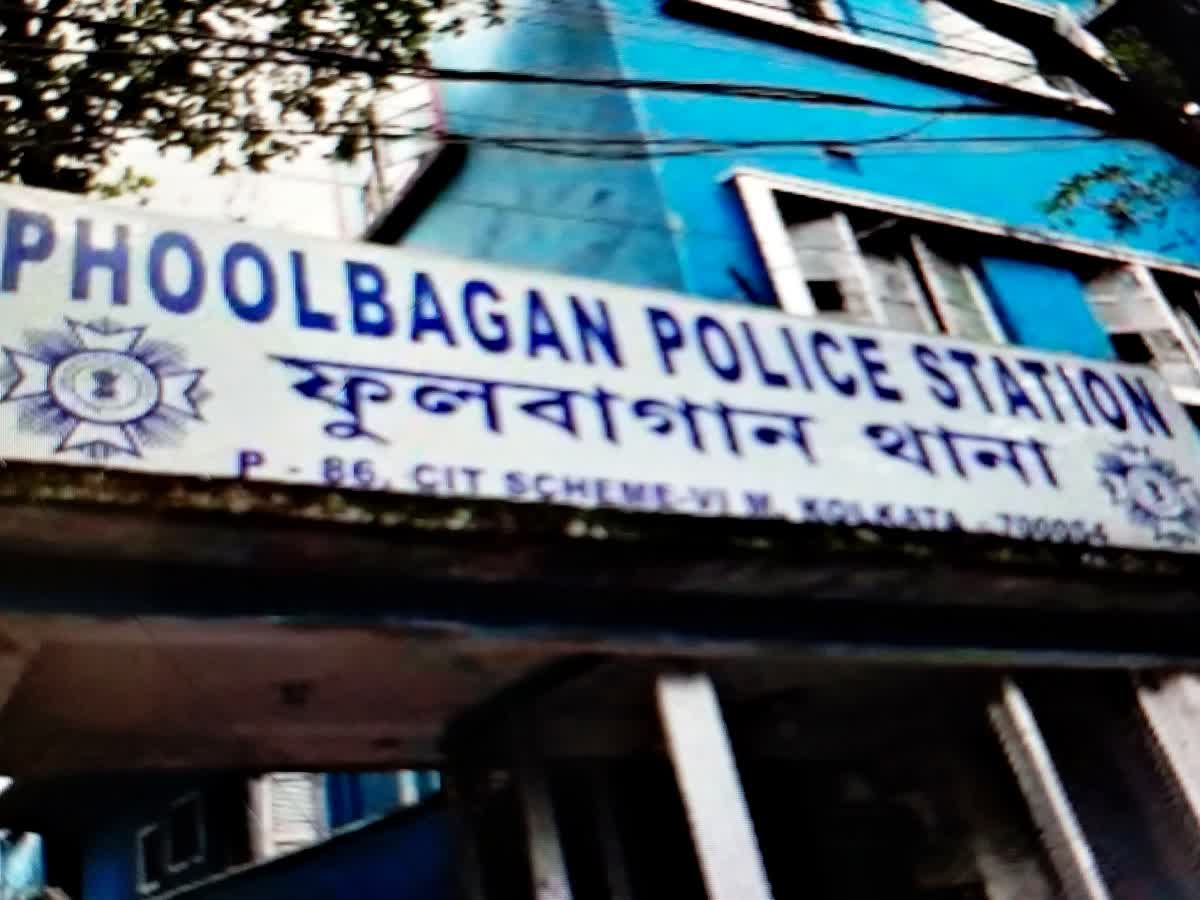 PHOOLBAGAN POLICE STATION
ফুলবাগান থানা
P - 86, CIT SCHEME-VI M, KOLKATA - 700054